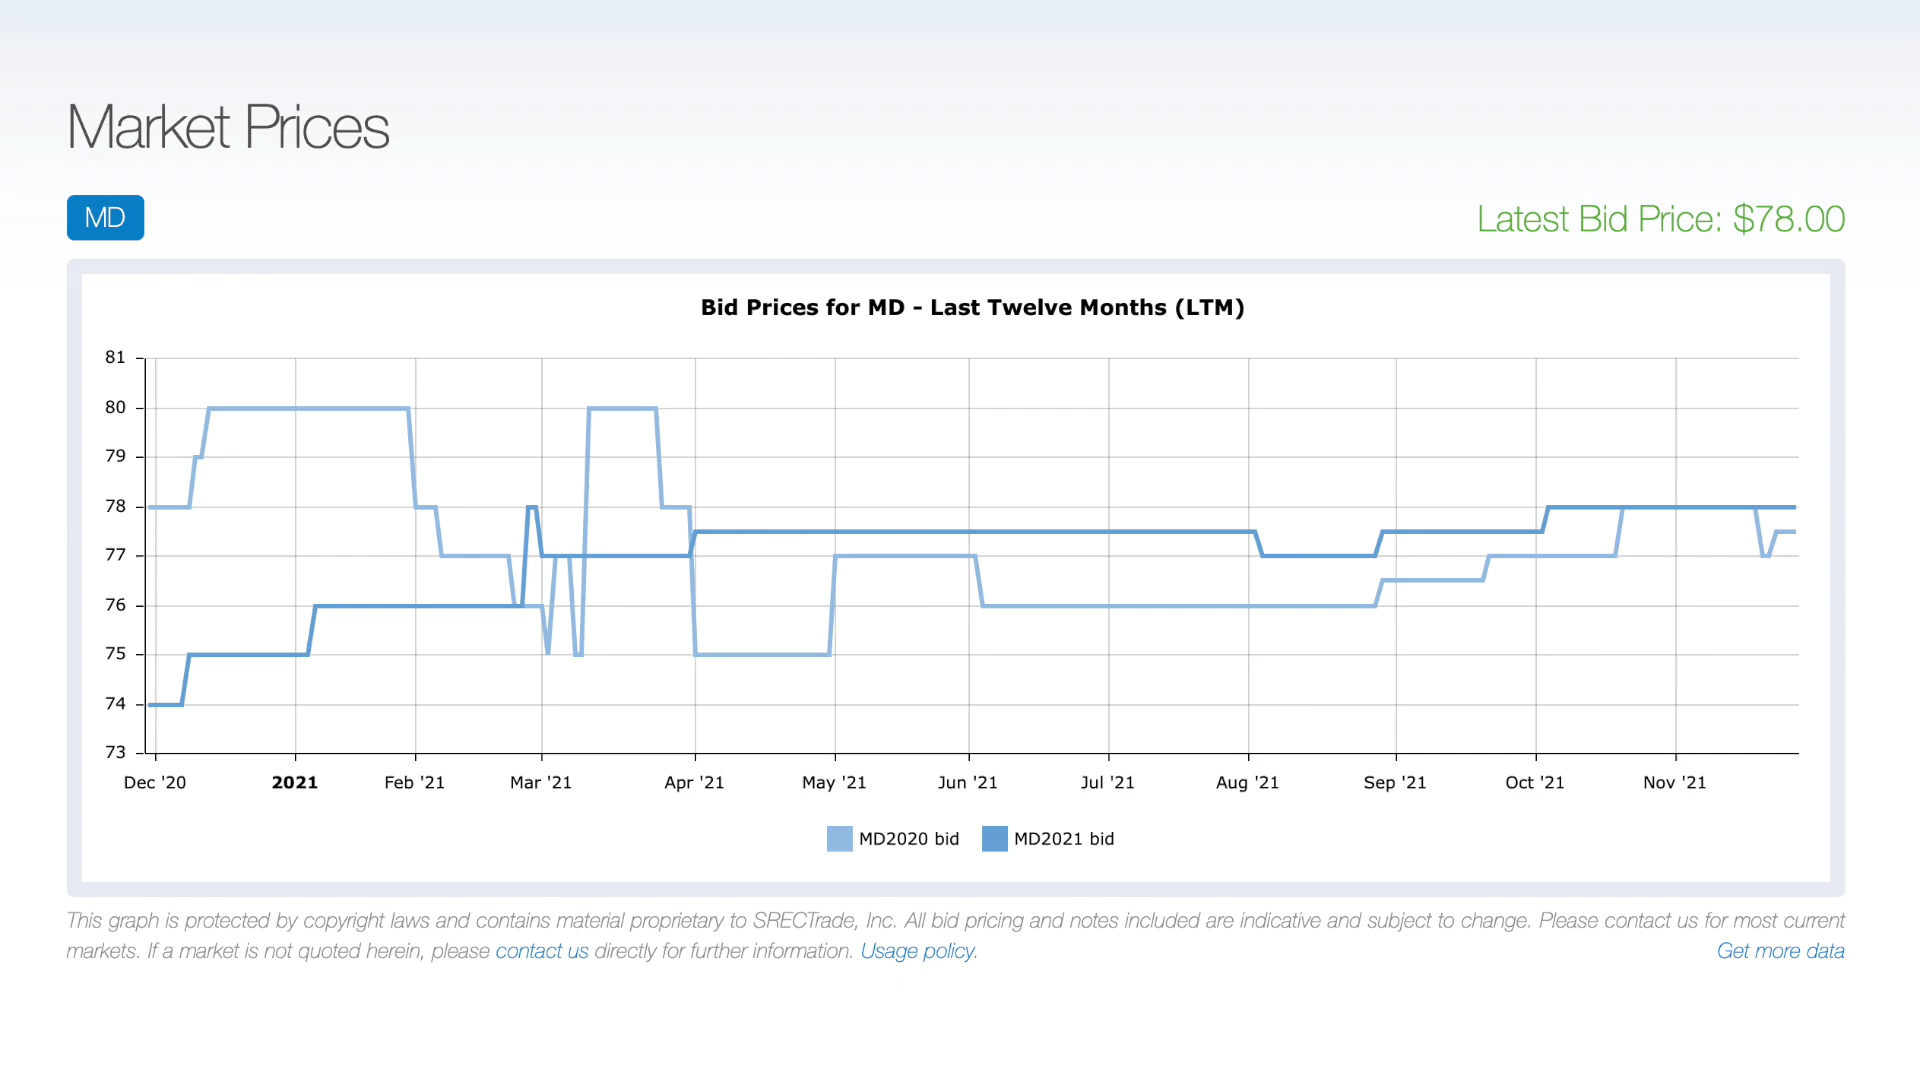 Market Prices
MD
Latest Bid Price: $78.00
Bid Prices for MD - Last Twelve Months (LTM)
81
80
79
78
77
76
75
74
73
Dec '20
2021
Feb '21
Mar '21
Apr '21
May '21
Jun '21
Jul '21
Aug '21
Sep '21
Oct '21
Nov '21
MD2020 bid
MD2021 bid
This graph is protected by copyright laws and contains material proprietary to SRECTrade, Inc. All bid pricing and notes included are indicative and subject to change. Please contact us for most current
markets. If a market is not quoted herein, please contact us directly for further information. Usage policy.
Get more data